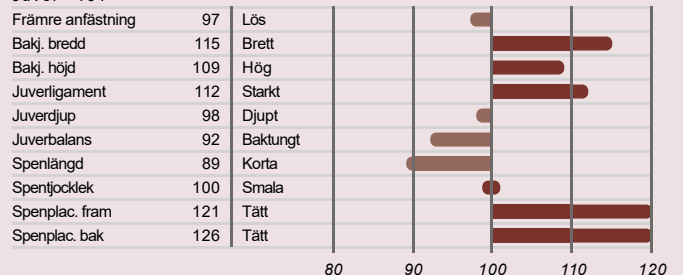 Främre anfästning 97 Lös
Bakj. bredd 115 Brett
Bakj. höjd 109 Hög
Juverligament 112 Starkt
Juverdjup 98 Djupt
Juverbalans 92 Baktungt
Spenlängd 89 Korta
Spentjocklek 100 Smala
Spenplac. fram 121 Tätt
Spenplac. bak 126 Tätt
80 90 100 110 120